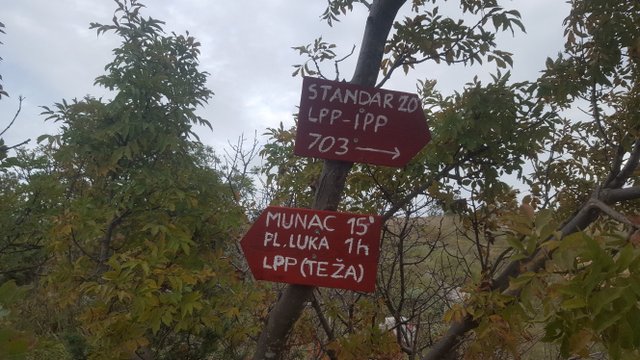 STANDAR 20'
LPP-IPP
703 →
MUNAC 15'
PL.LUKA 1h
LPP(TEŽA)